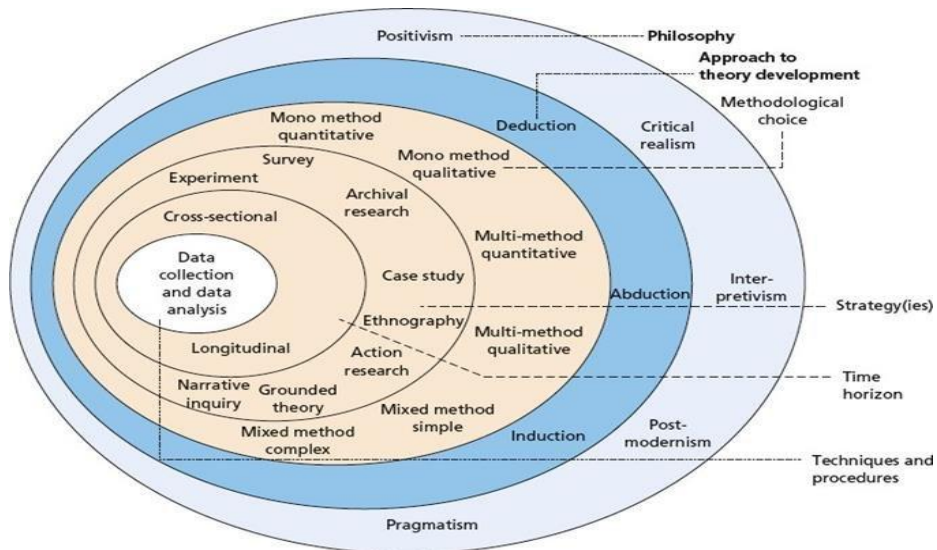 Positivism
Philosophy
Approach to
theory development
Methodological
choice
Mono method
quantitative
Deduction
Critical
realism
Mono method
qualitative
Survey
Experiment
Archival
research
Cross-sectional
Multi-method
quantitative
Data
collection
and data
analysis
Case study
Abduction
Inter-
pretivism
Strategy(ies)
Ethnography
Multi-method
qualitative
Longitudinal
Action
research
Time
horizon
Narrative
inquiry
Grounded
theory
Mixed method
simple
Mixed method
complex
Induction
Post-
modernism
Techniques and
procedures
Pragmatism